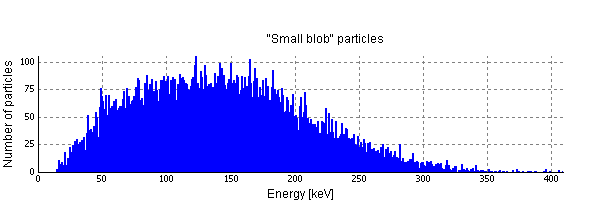 "Small blob" particles
Number of particles
100
75
50
25
0
0 50 100 150 200 250 300 350 400
Energy [keV]